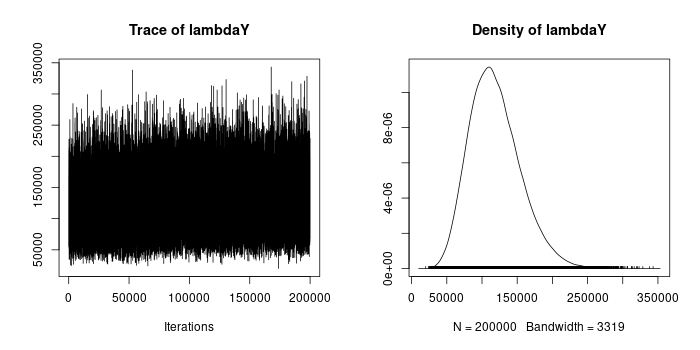 Trace of lambdaY
350000
250000
150000
50000
0
50000
100000
150000
200000
Iterations
Density of lambdaY
8e-06
4e-06
0e+00
0
50000
150000
250000
350000
N = 200000 Bandwidth = 3319